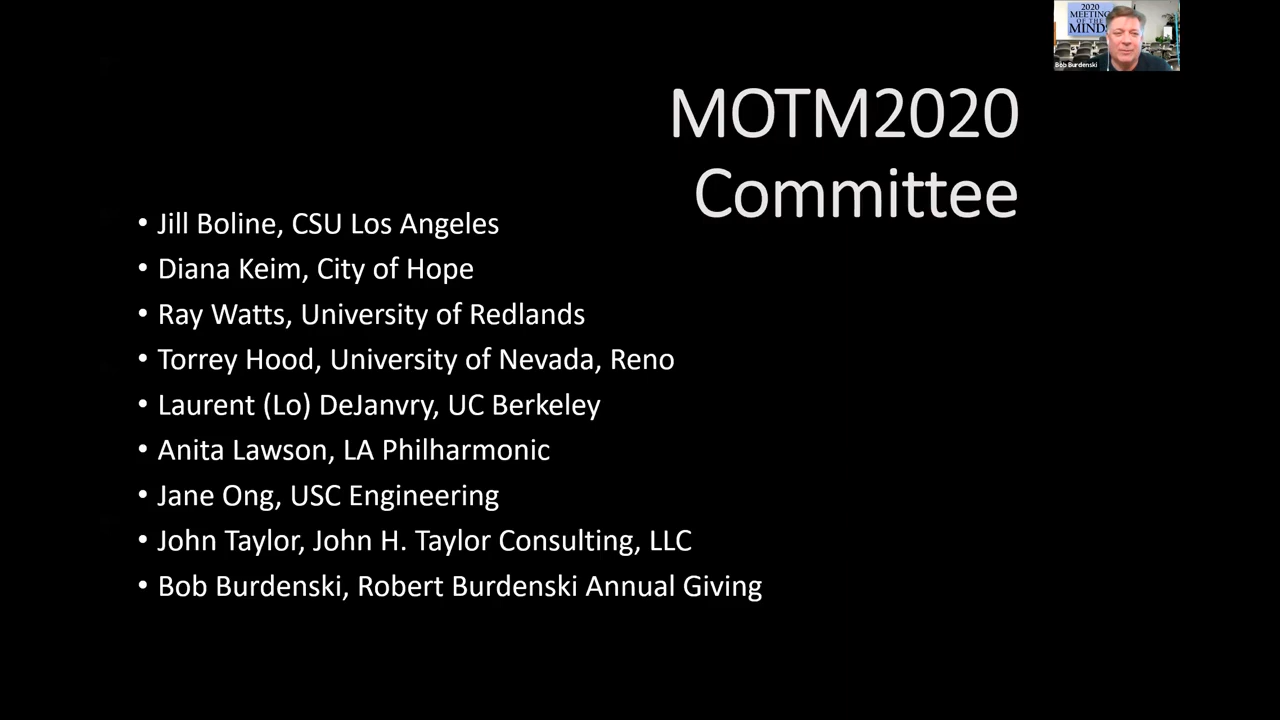 2020
MEETING
OF THE
MINDS
Bob Burdenski
MOTM2020
Committee
• Jill Boline, CSU Los Angeles
• Diana Keim, City of Hope
• Ray Watts, University of Redlands
• Torrey Hood, University of Nevada, Reno
• Laurent (Lo) DeJanvry, UC Berkeley
• Anita Lawson, LA Philharmonic
• Jane Ong, USC Engineering
• John Taylor, John H. Taylor Consulting, LLC
• Bob Burdenski, Robert Burdenski Annual Giving